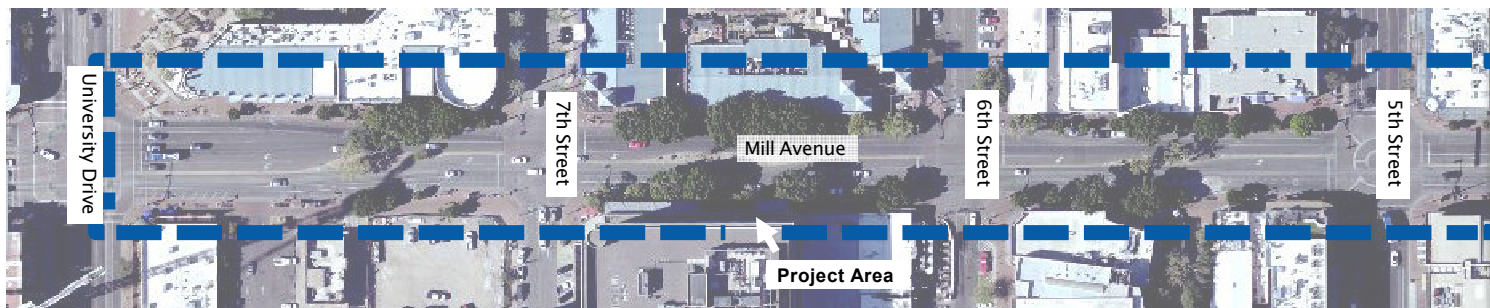 University Drive
7th Street
Mill Avenue
6th Street
5th Street
Project Area